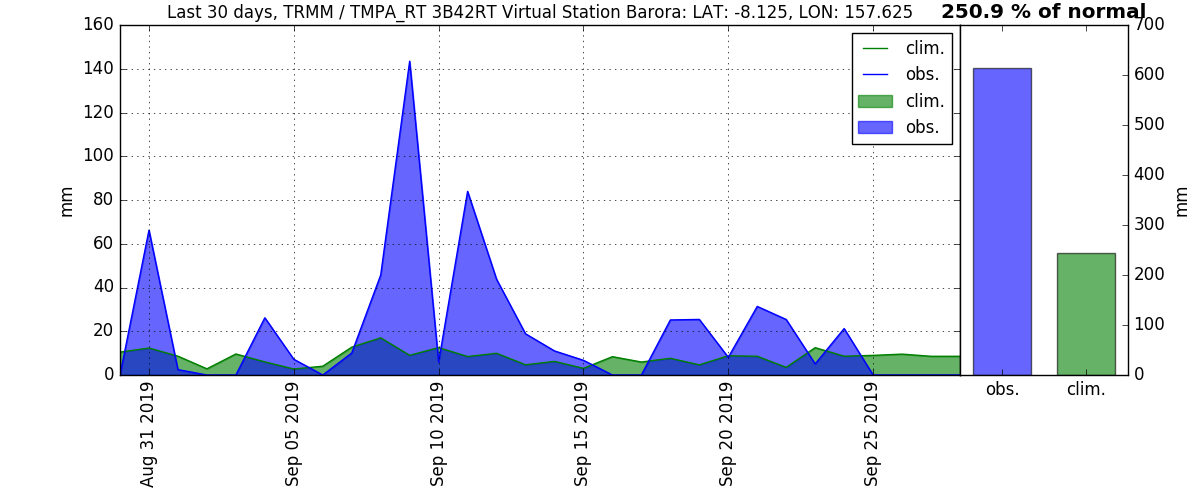 Last 30 days, TRMM / TMPA_RT 3B42RT Virtual Station Barora: LAT: -8.125, LON: 157.625
250.9 % of normal
160
140
120
100
80
60
40
20
0
mm
clim.
obs.
clim.
obs.
Aug 31 2019
Sep 05 2019
Sep 10 2019
Sep 15 2019
Sep 20 2019
Sep 25 2019
700
600
500
400
300
200
100
0
mm
obs.
clim.